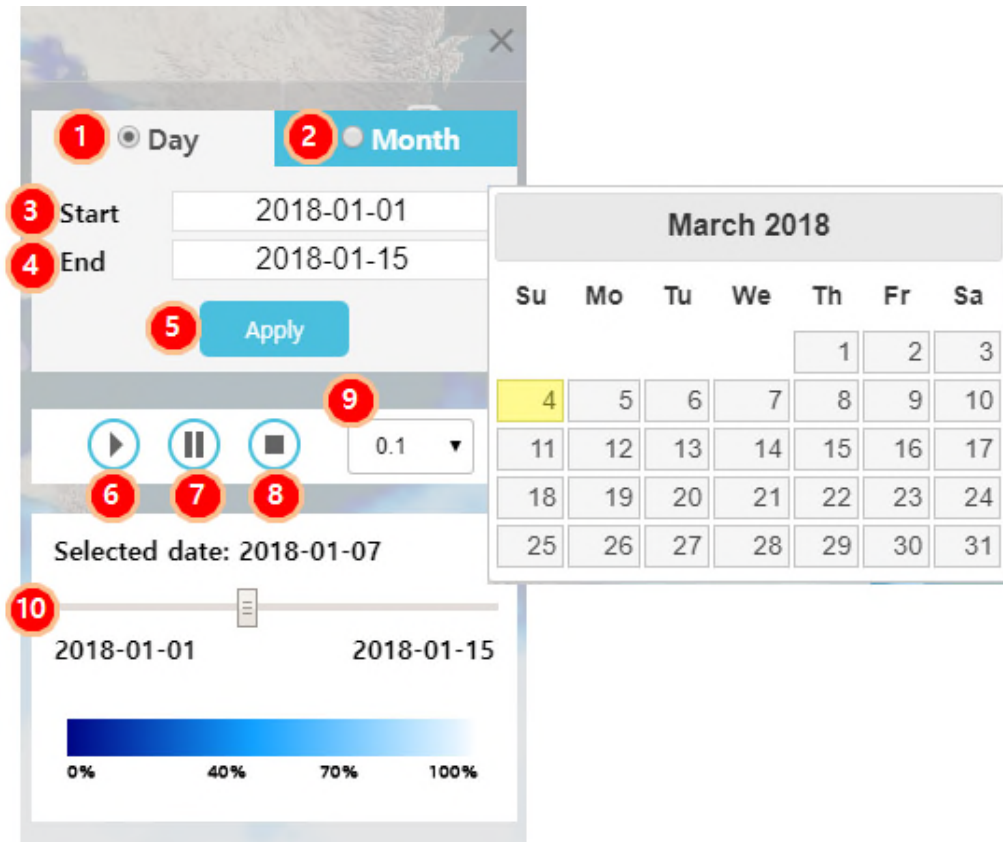 1 Day 2 Month
3 Start 2018-01-01
4 End 2018-01-15
5 Apply
9
0.1
6 7 8
Selected date: 2018-01-07
10
2018-01-01 2018-01-15
0% 40% 70% 100%
March 2018
Su Mo Tu We Th Fr Sa
1 2 3
4 5 6 7 8 9 10
11 12 13 14 15 16 17
18 19 20 21 22 23 24
25 26 27 28 29 30 31